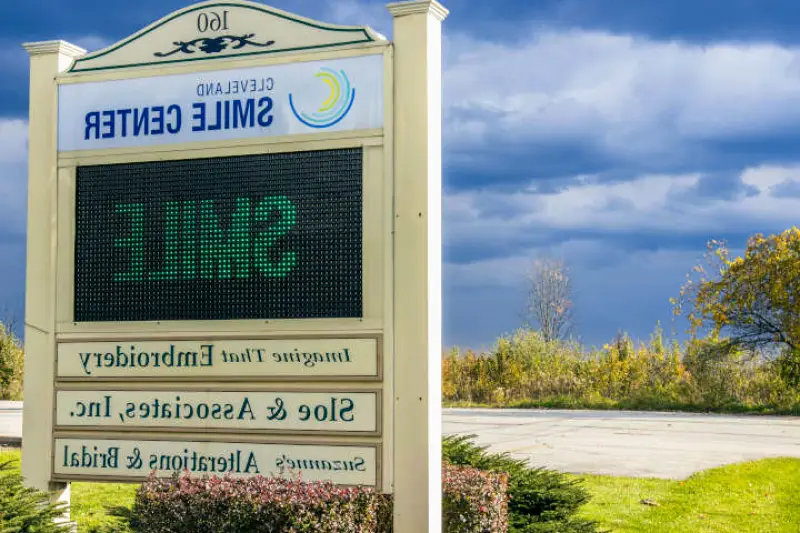 160
CLEVELAND
SMILE CENTER
SMILE
Imagine That Embroidery
Sloe & Associates, Inc.
Suzanne's Alterations & Bridal